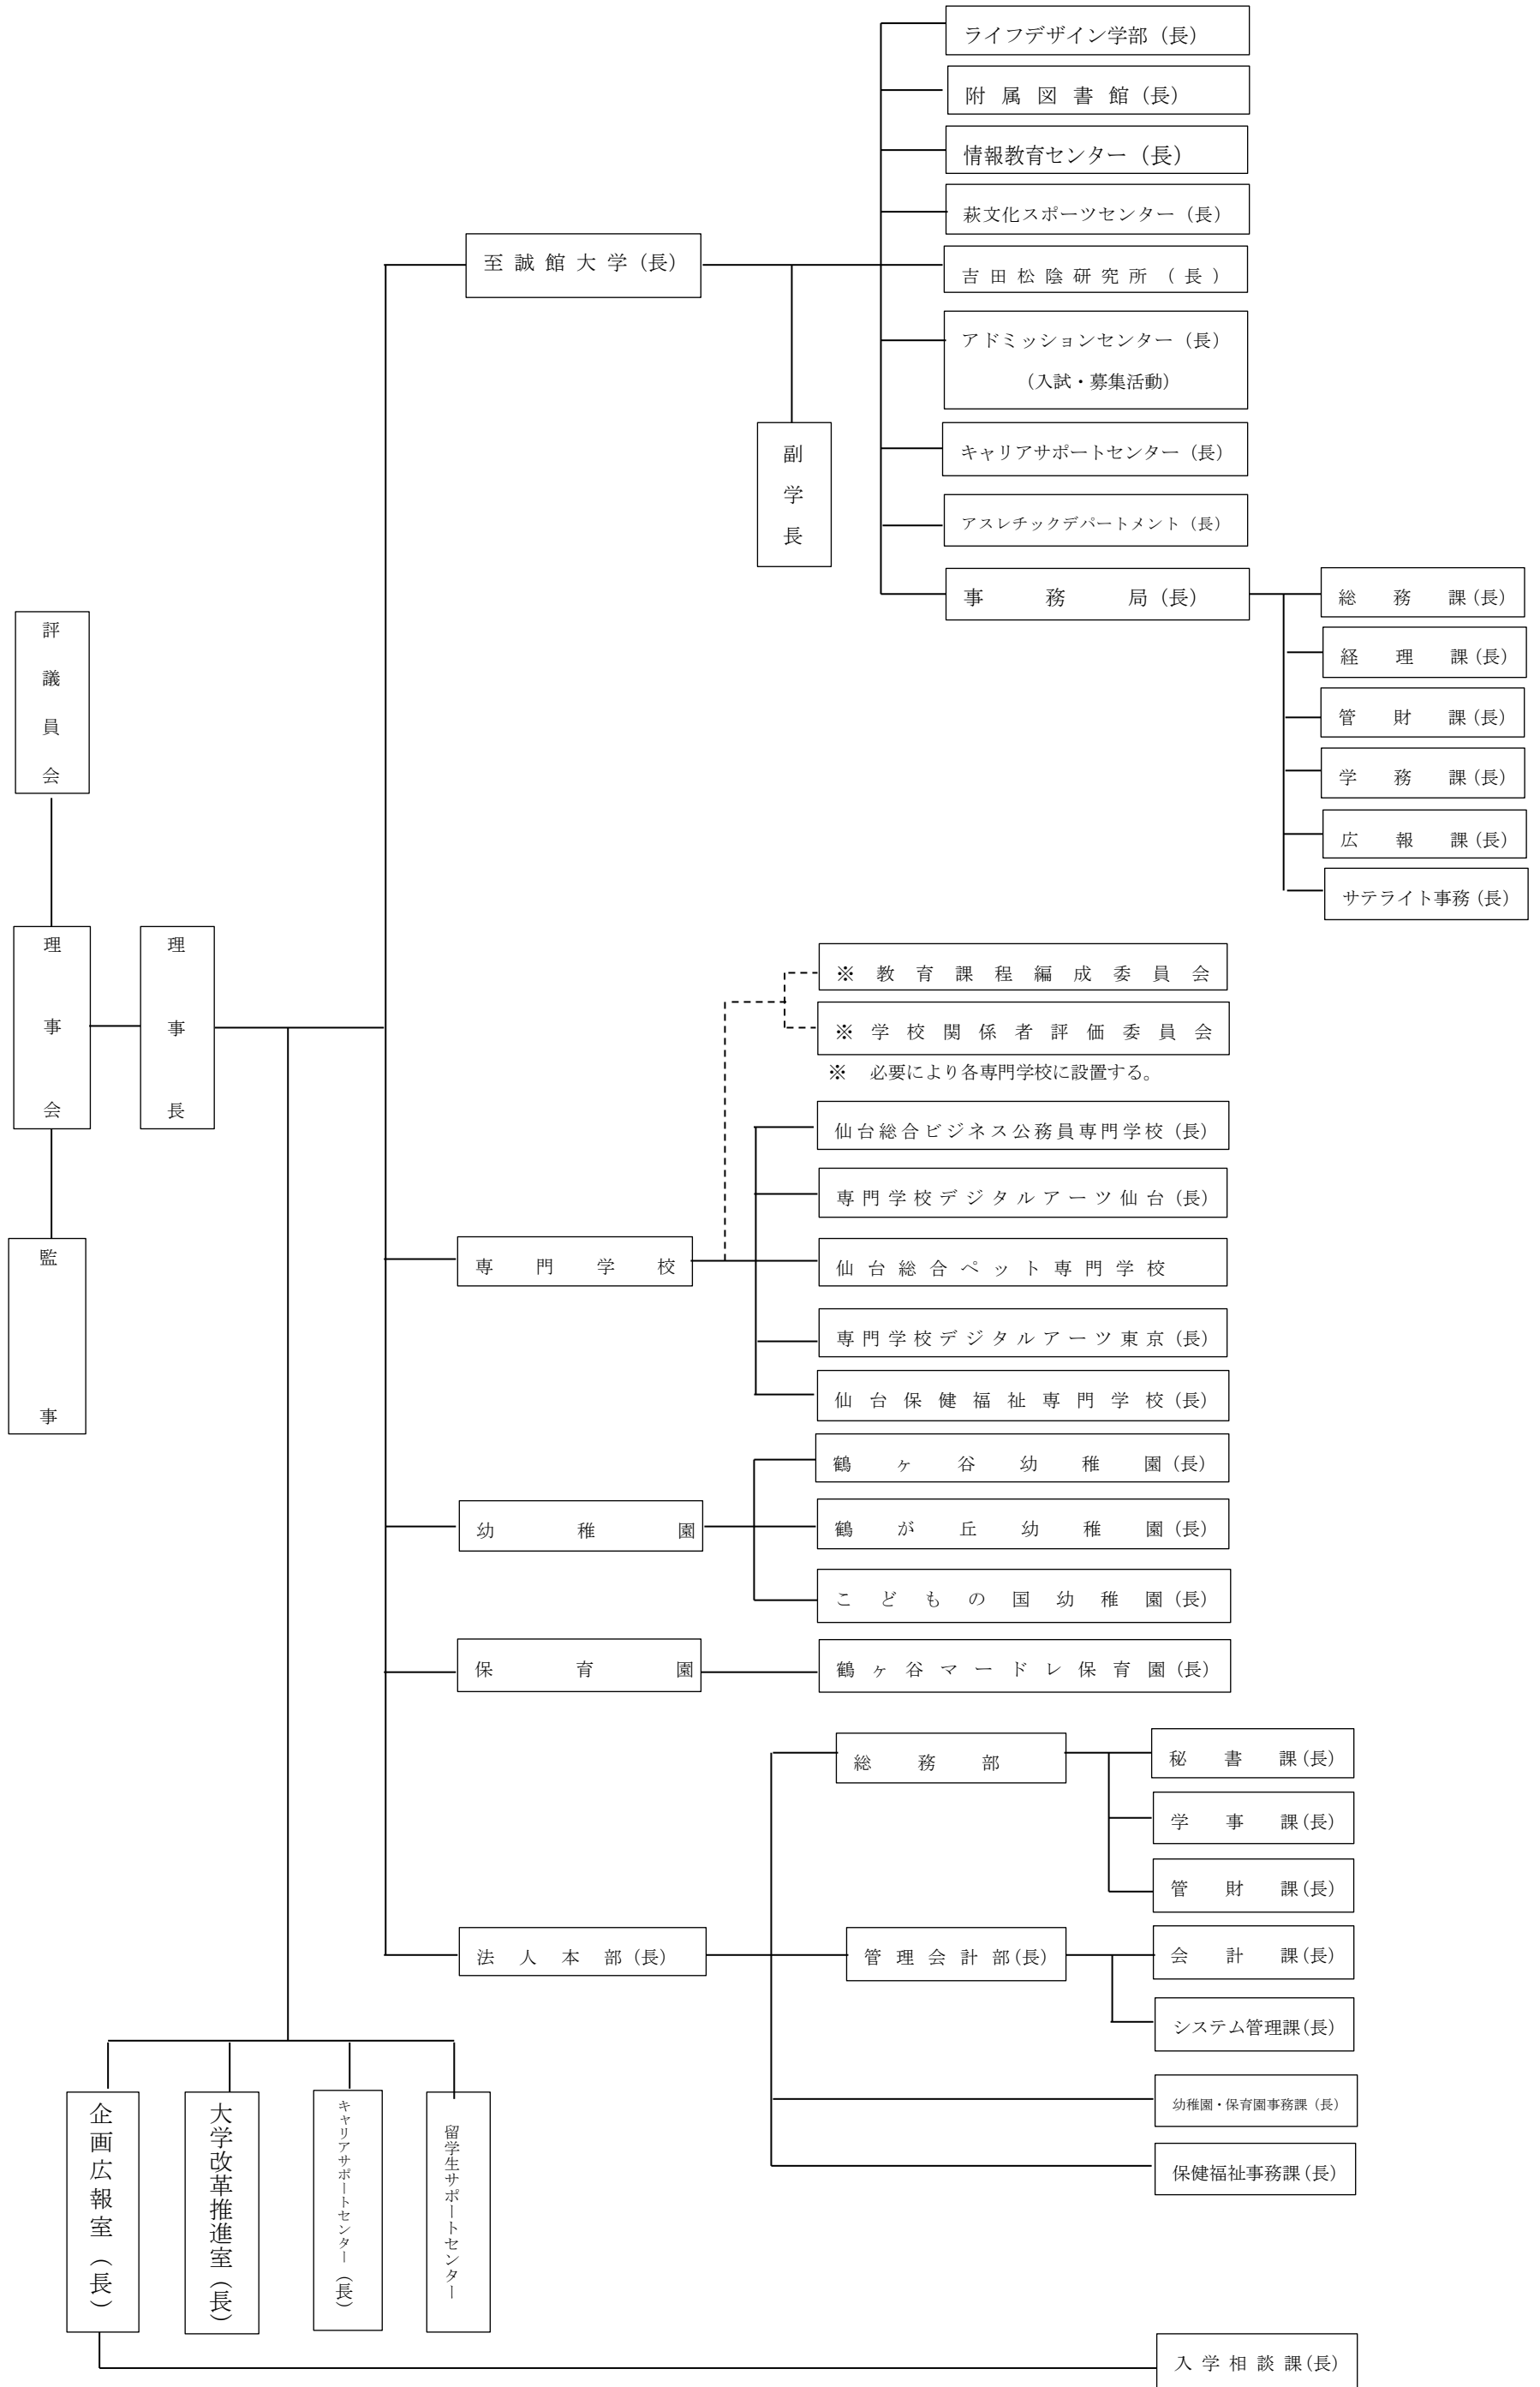 ライフデザイン学部（長）
附属図書館（長）
情報教育センター（長）
萩文化スポーツセンター（長）
至誠館大学（長）
吉田松陰研究所（長）
アドミッションセンター（長）
（入試・募集活動）
副学長
キャリアサポートセンター（長）
アスレチックデパートメント（長）
事務局（長）
総務課（長）
経理課（長）
管財課（長）
学務課（長）
広報課（長）
サテライト事務（長）
評議員会
理事会
理事長
監事
※教育課程編成委員会
※学校関係者評価委員会
※　必要により各専門学校に設置する。
専門学校
仙台総合ビジネス公務員専門学校（長）
専門学校デジタルアーツ仙台（長）
仙台総合ペット専門学校
専門学校デジタルアーツ東京（長）
仙台保健福祉専門学校（長）
幼稚園
鶴ヶ谷幼稚園（長）
鶴が丘幼稚園（長）
こどもの国幼稚園（長）
保育園
鶴ヶ谷マードレ保育園（長）
法人本部（長）
総務部
秘書課（長）
学事課（長）
管財課（長）
管理会計部（長）
会計課（長）
システム管理課（長）
幼稚園・保育園事務課（長）
保健福祉事務課（長）
企画広報室（長）
大学改革推進室（長）
キャリアサポートセンター（長）
留学生サポートセンター
入学相談課（長）